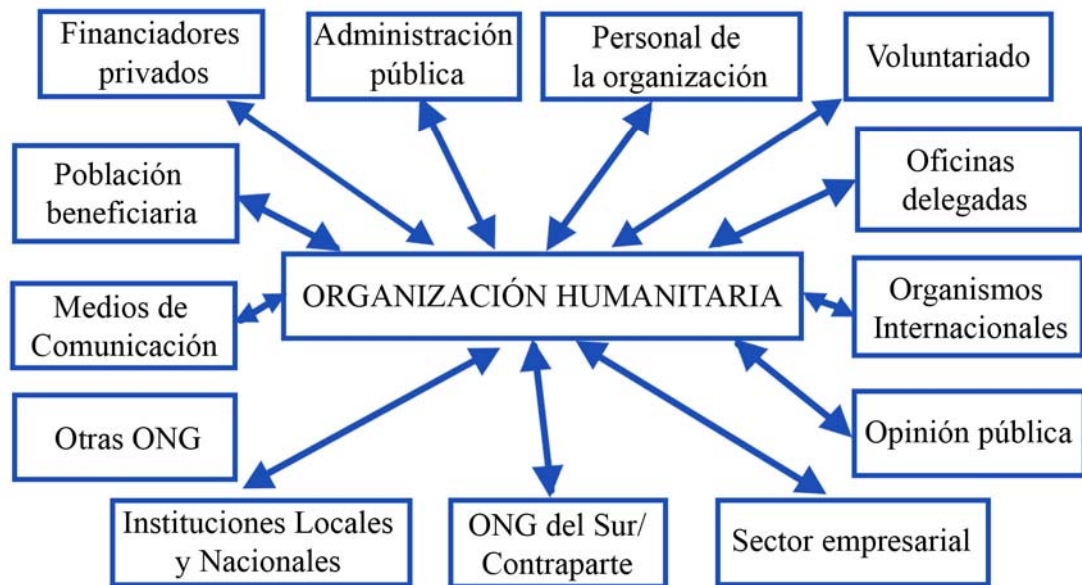 Financiadores
privados
Administración
pública
Personal de
la organización
Voluntariado
Población
beneficiaria
Oficinas
delegadas
ORGANIZACIÓN HUMANITARIA
Medios de
Comunicación
Organismos
Internacionales
Otras ONG
Opinión pública
Instituciones Locales
y Nacionales
ONG del Sur/
Contraparte
Sector empresarial